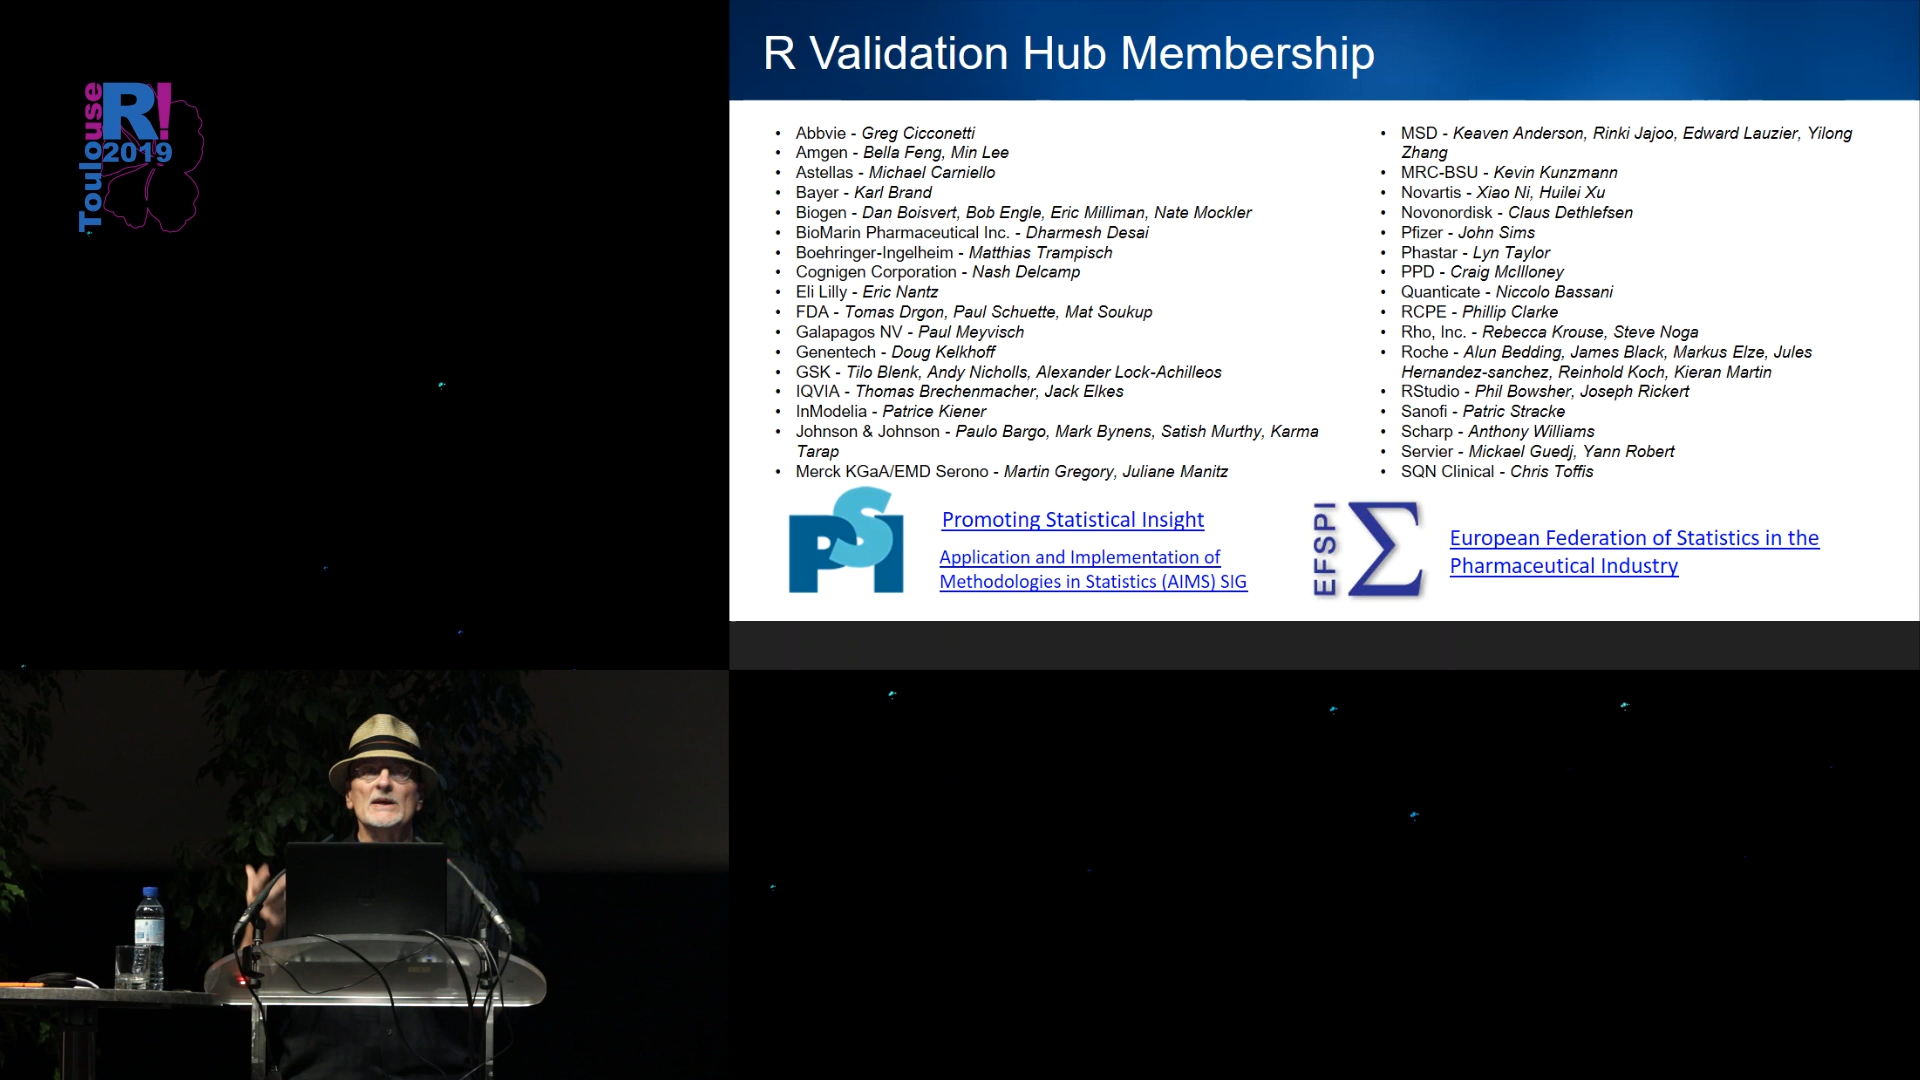 Toulouse
R!
2019
R Validation Hub Membership
• Abbvie - Greg Cicconetti
• Amgen - Bella Feng, Min Lee
• Astellas - Michael Carniello
• Bayer - Karl Brand
• Biogen - Dan Boisvert, Bob Engle, Eric Milliman, Nate Mockler
• BioMarin Pharmaceutical Inc. - Dharmesh Desai
• Boehringer-Ingelheim - Matthias Trampisch
• Cognigen Corporation - Nash Delcamp
• Eli Lilly - Eric Nantz
• FDA - Tomas Drgon, Paul Schuette, Mat Soukup
• Galapagos NV - Paul Meyvisch
• Genentech - Doug Kelkhoff
• GSK - Tilo Blenk, Andy Nicholls, Alexander Lock-Achilleos
• IQVIA - Thomas Brechenmacher, Jack Elkes
• InModelia - Patrice Kiener
• Johnson & Johnson - Paulo Bargo, Mark Bynens, Satish Murthy, Karma
Tarap
• Merck KGaA/EMD Serono - Martin Gregory, Juliane Manitz
• MSD - Keaven Anderson, Rinki Jajoo, Edward Lauzier, Yilong
Zhang
• MRC-BSU - Kevin Kunzmann
• Novartis - Xiao Ni, Huilei Xu
• Novonordisk - Claus Dethlefsen
• Pfizer - John Sims
• Phastar - Lyn Taylor
• PPD - Craig McIlloney
• Quanticate - Niccolo Bassani
• RCPE - Phillip Clarke
• Rho, Inc. - Rebecca Krouse, Steve Noga
• Roche - Alun Bedding, James Black, Markus Elze, Jules
Hernandez-sanchez, Reinhold Koch, Kieran Martin
• RStudio - Phil Bowsher, Joseph Rickert
• Sanofi - Patric Stracke
• Scharp - Anthony Williams
• Servier - Mickael Guedj, Yann Robert
• SQN Clinical - Chris Toffis
PSI
Promoting Statistical Insight
Application and Implementation of
Methodologies in Statistics (AIMS) SIG
EFSPI
Σ
European Federation of Statistics in the
Pharmaceutical Industry